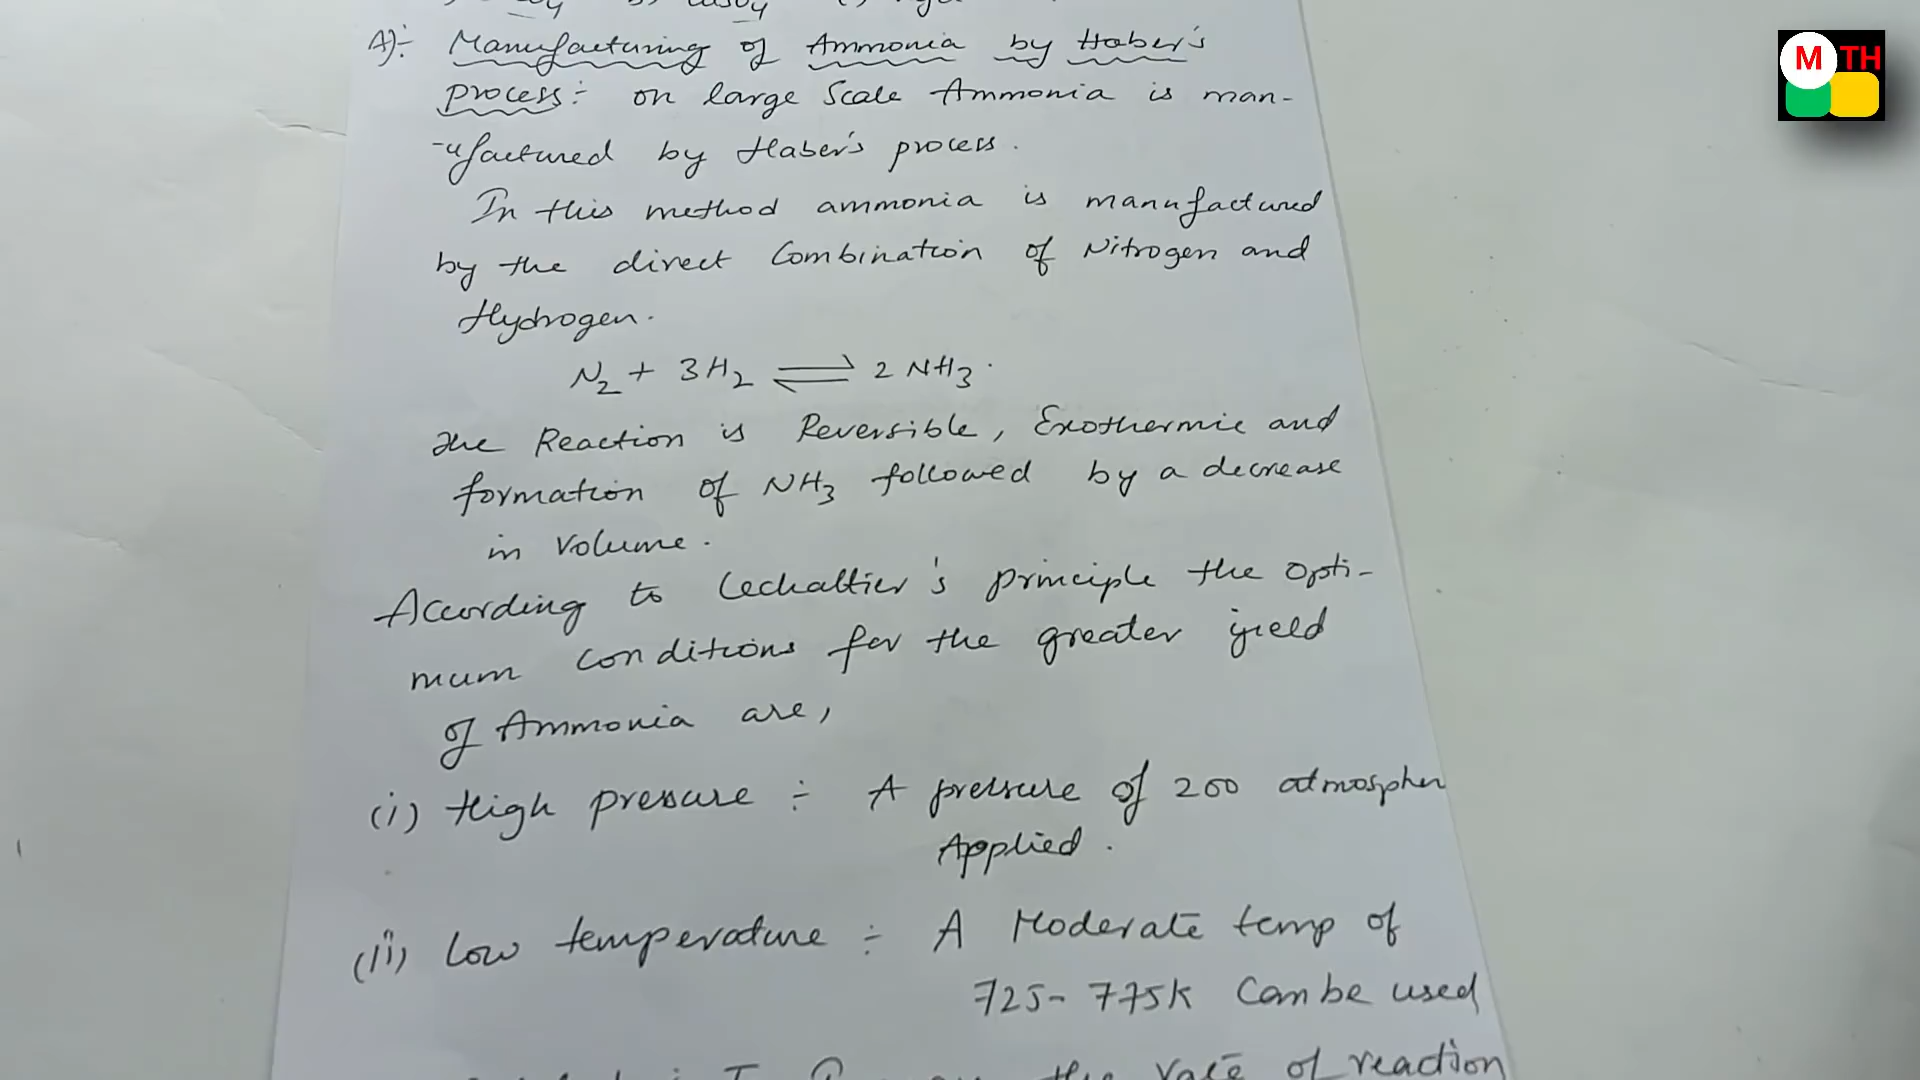 A):- Manufacturing of Ammonia by Haber's
process:- on large Scale Ammonia is man-
-ufactured by Haber's process.
In this method ammonia is manufactured
by the direct Combination of Nitrogen and
Hydrogen.
N2 + 3H2 ⇌ 2 NH3.
The Reaction is Reversible, Exothermic and
formation of NH3 followed by a decrease
in volume.
According to Lechaltier's principle the opti-
mum conditions for the greater yield
of Ammonia are,
(i) High pressure :- A pressure of 200 atmospher
Applied.
(ii) Low temperature :- A Moderate temp of
725-775K Can be used
the rate of reaction
M TH